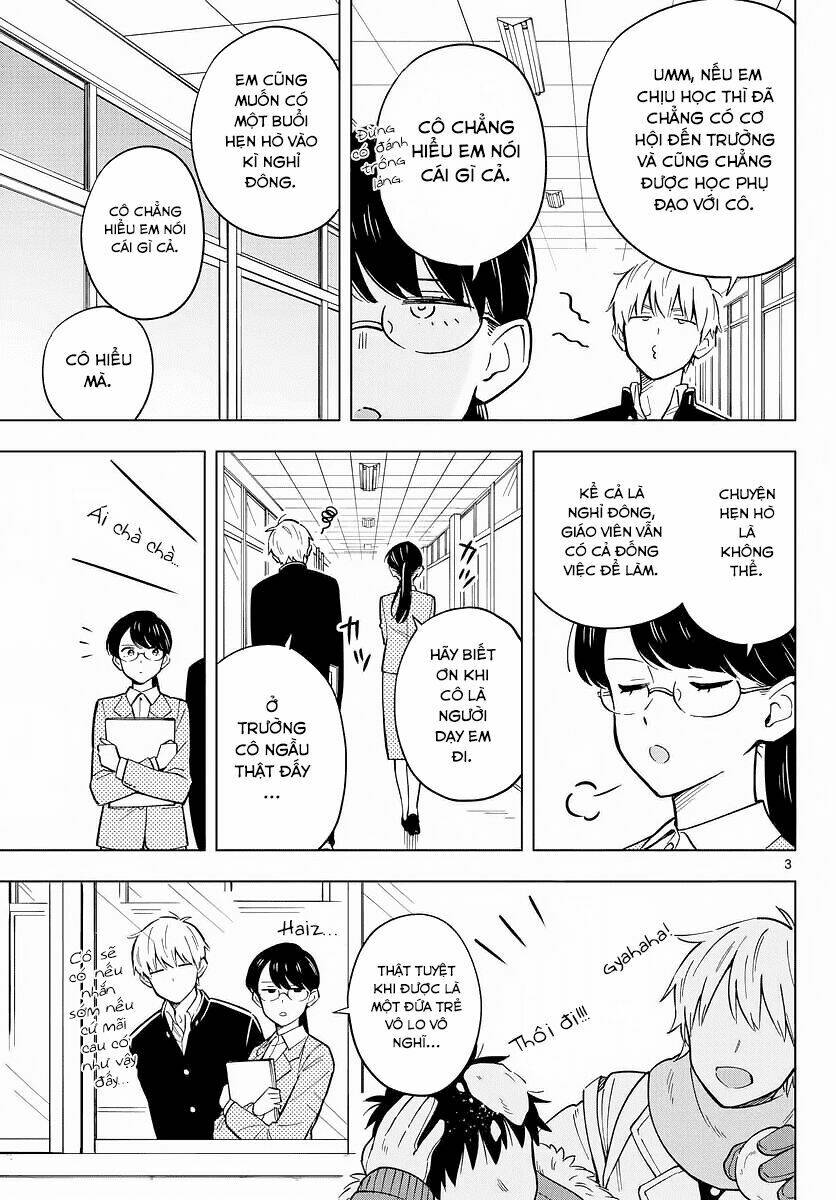 UMM, NẾU EM
CHỊU HỌC THÌ ĐÃ
CHẲNG CÓ CƠ
HỘI ĐẾN TRƯỜNG
VÀ CŨNG CHẲNG
ĐƯỢC HỌC PHỤ
ĐẠO VỚI CÔ.
CÔ CHẲNG
HIỂU EM NÓI
CÁI GÌ CẢ.
Đừng
có đánh
trống
lảng
EM CŨNG
MUỐN CÓ
MỘT BUỔI
HẸN HÒ VÀO
KÌ NGHỈ
ĐÔNG.
CÔ CHẲNG
HIỂU EM NÓI
CÁI GÌ CẢ.
CÔ HIỂU
MÀ.
CHUYỆN
HẸN HÒ
LÀ
KHÔNG
THỂ.
KỂ CẢ LÀ
NGHỈ ĐÔNG,
GIÁO VIÊN VẪN
CÓ CẢ ĐỐNG
VIỆC ĐỂ LÀM.
HÃY BIẾT
ƠN KHI
CÔ LÀ
NGƯỜI
DẠY EM
ĐI.
Ở
TRƯỜNG
CÔ NGẦU
THẬT ĐẤY
...
Ái chà chà...
3
Gyahaha!
Thôi đi!!!
THẬT TUYỆT
KHI ĐƯỢC LÀ
MỘT ĐỨA TRẺ
VÔ LO VÔ
NGHĨ...
Haiz...
Cô sẽ
có nếu
nhắn
sớm nếu
cứ mãi
cau có
như vậy
đấy...